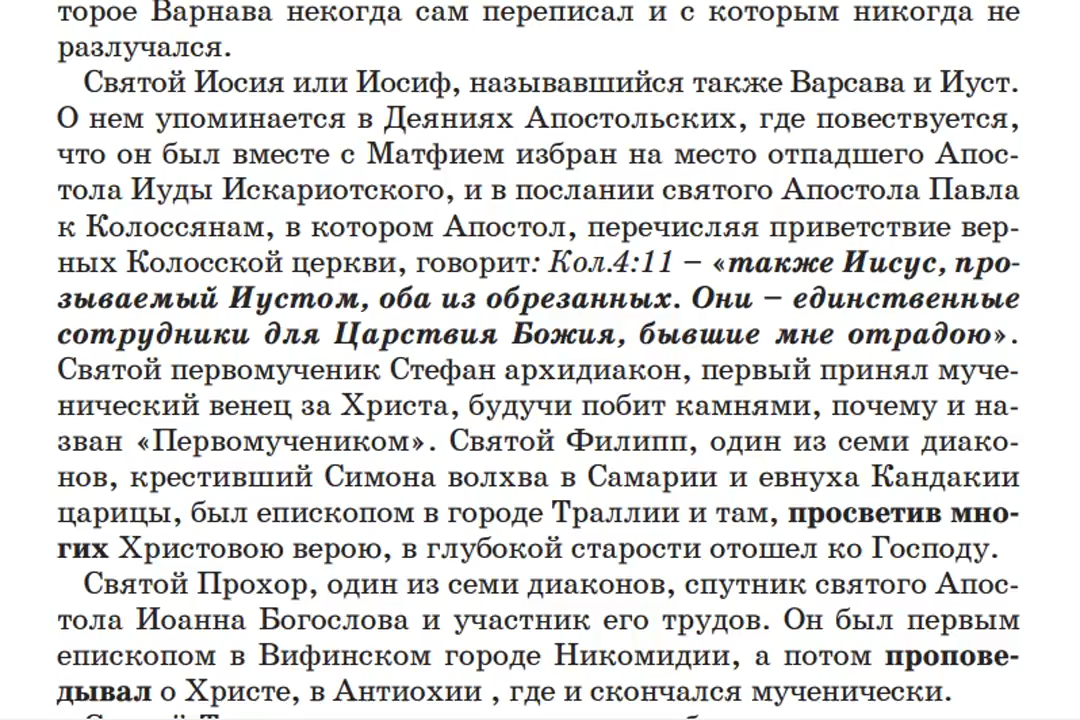 торое Варнава некогда сам переписал и с которым никогда не
разлучался.
Святой Иосия или Иосиф, называвшийся также Варсава и Иуст.
О нем упоминается в Деяниях Апостольских, где повествуется,
что он был вместе с Матфием избран на место отпадшего Апос-
тола Иуды Искариотского, и в послании святого Апостола Павла
к Колоссянам, в котором Апостол, перечисляя приветствие вер-
ных Колосской церкви, говорит: Кол.4:11 – «также Иисус, про-
зываемый Иустом, оба из обрезанных. Они – единственные
сотрудники для Царствия Божия, бывшие мне отрадою».
Святой первомученик Стефан архидиакон, первый принял муче-
нический венец за Христа, будучи побит камнями, почему и на-
зван «Первомучеником». Святой Филипп, один из семи диако-
нов, крестивший Симона волхва в Самарии и евнуха Кандакии
царицы, был епископом в городе Траллии и там, просветив мно-
гих Христовою верою, в глубокой старости отошел ко Господу.
Святой Прохор, один из семи диаконов, спутник святого Апос-
тола Иоанна Богослова и участник его трудов. Он был первым
епископом в Вифинском городе Никомидии, а потом пропове-
дывал о Христе, в Антиохии , где и скончался мученически.